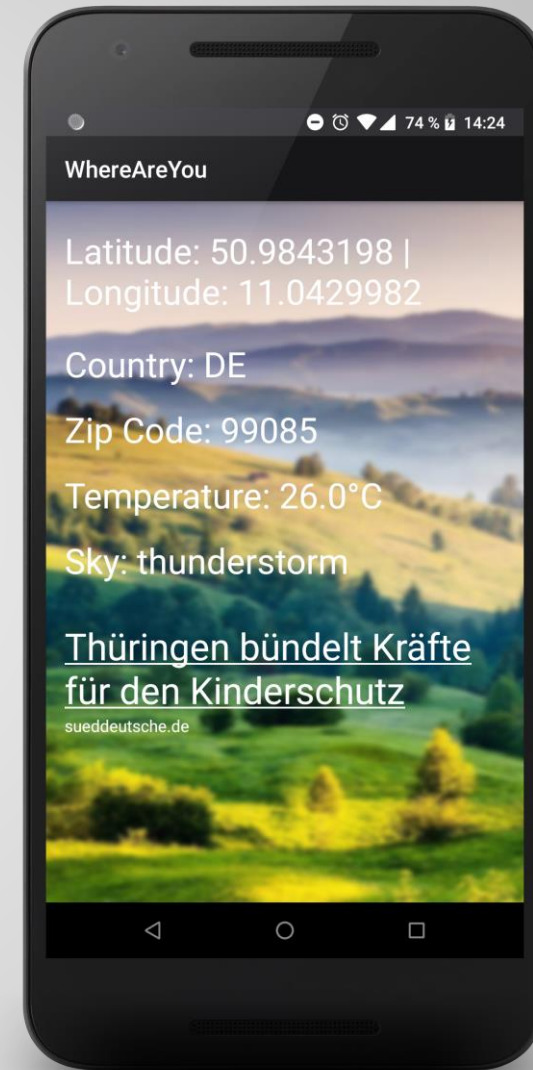 74 % 14:24
WhereAreYou
Latitude: 50.9843198 |
Longitude: 11.0429982
Country: DE
Zip Code: 99085
Temperature: 26.0°C
Sky: thunderstorm
Thüringen bündelt Kräfte
für den Kinderschutz
sueddeutsche.de